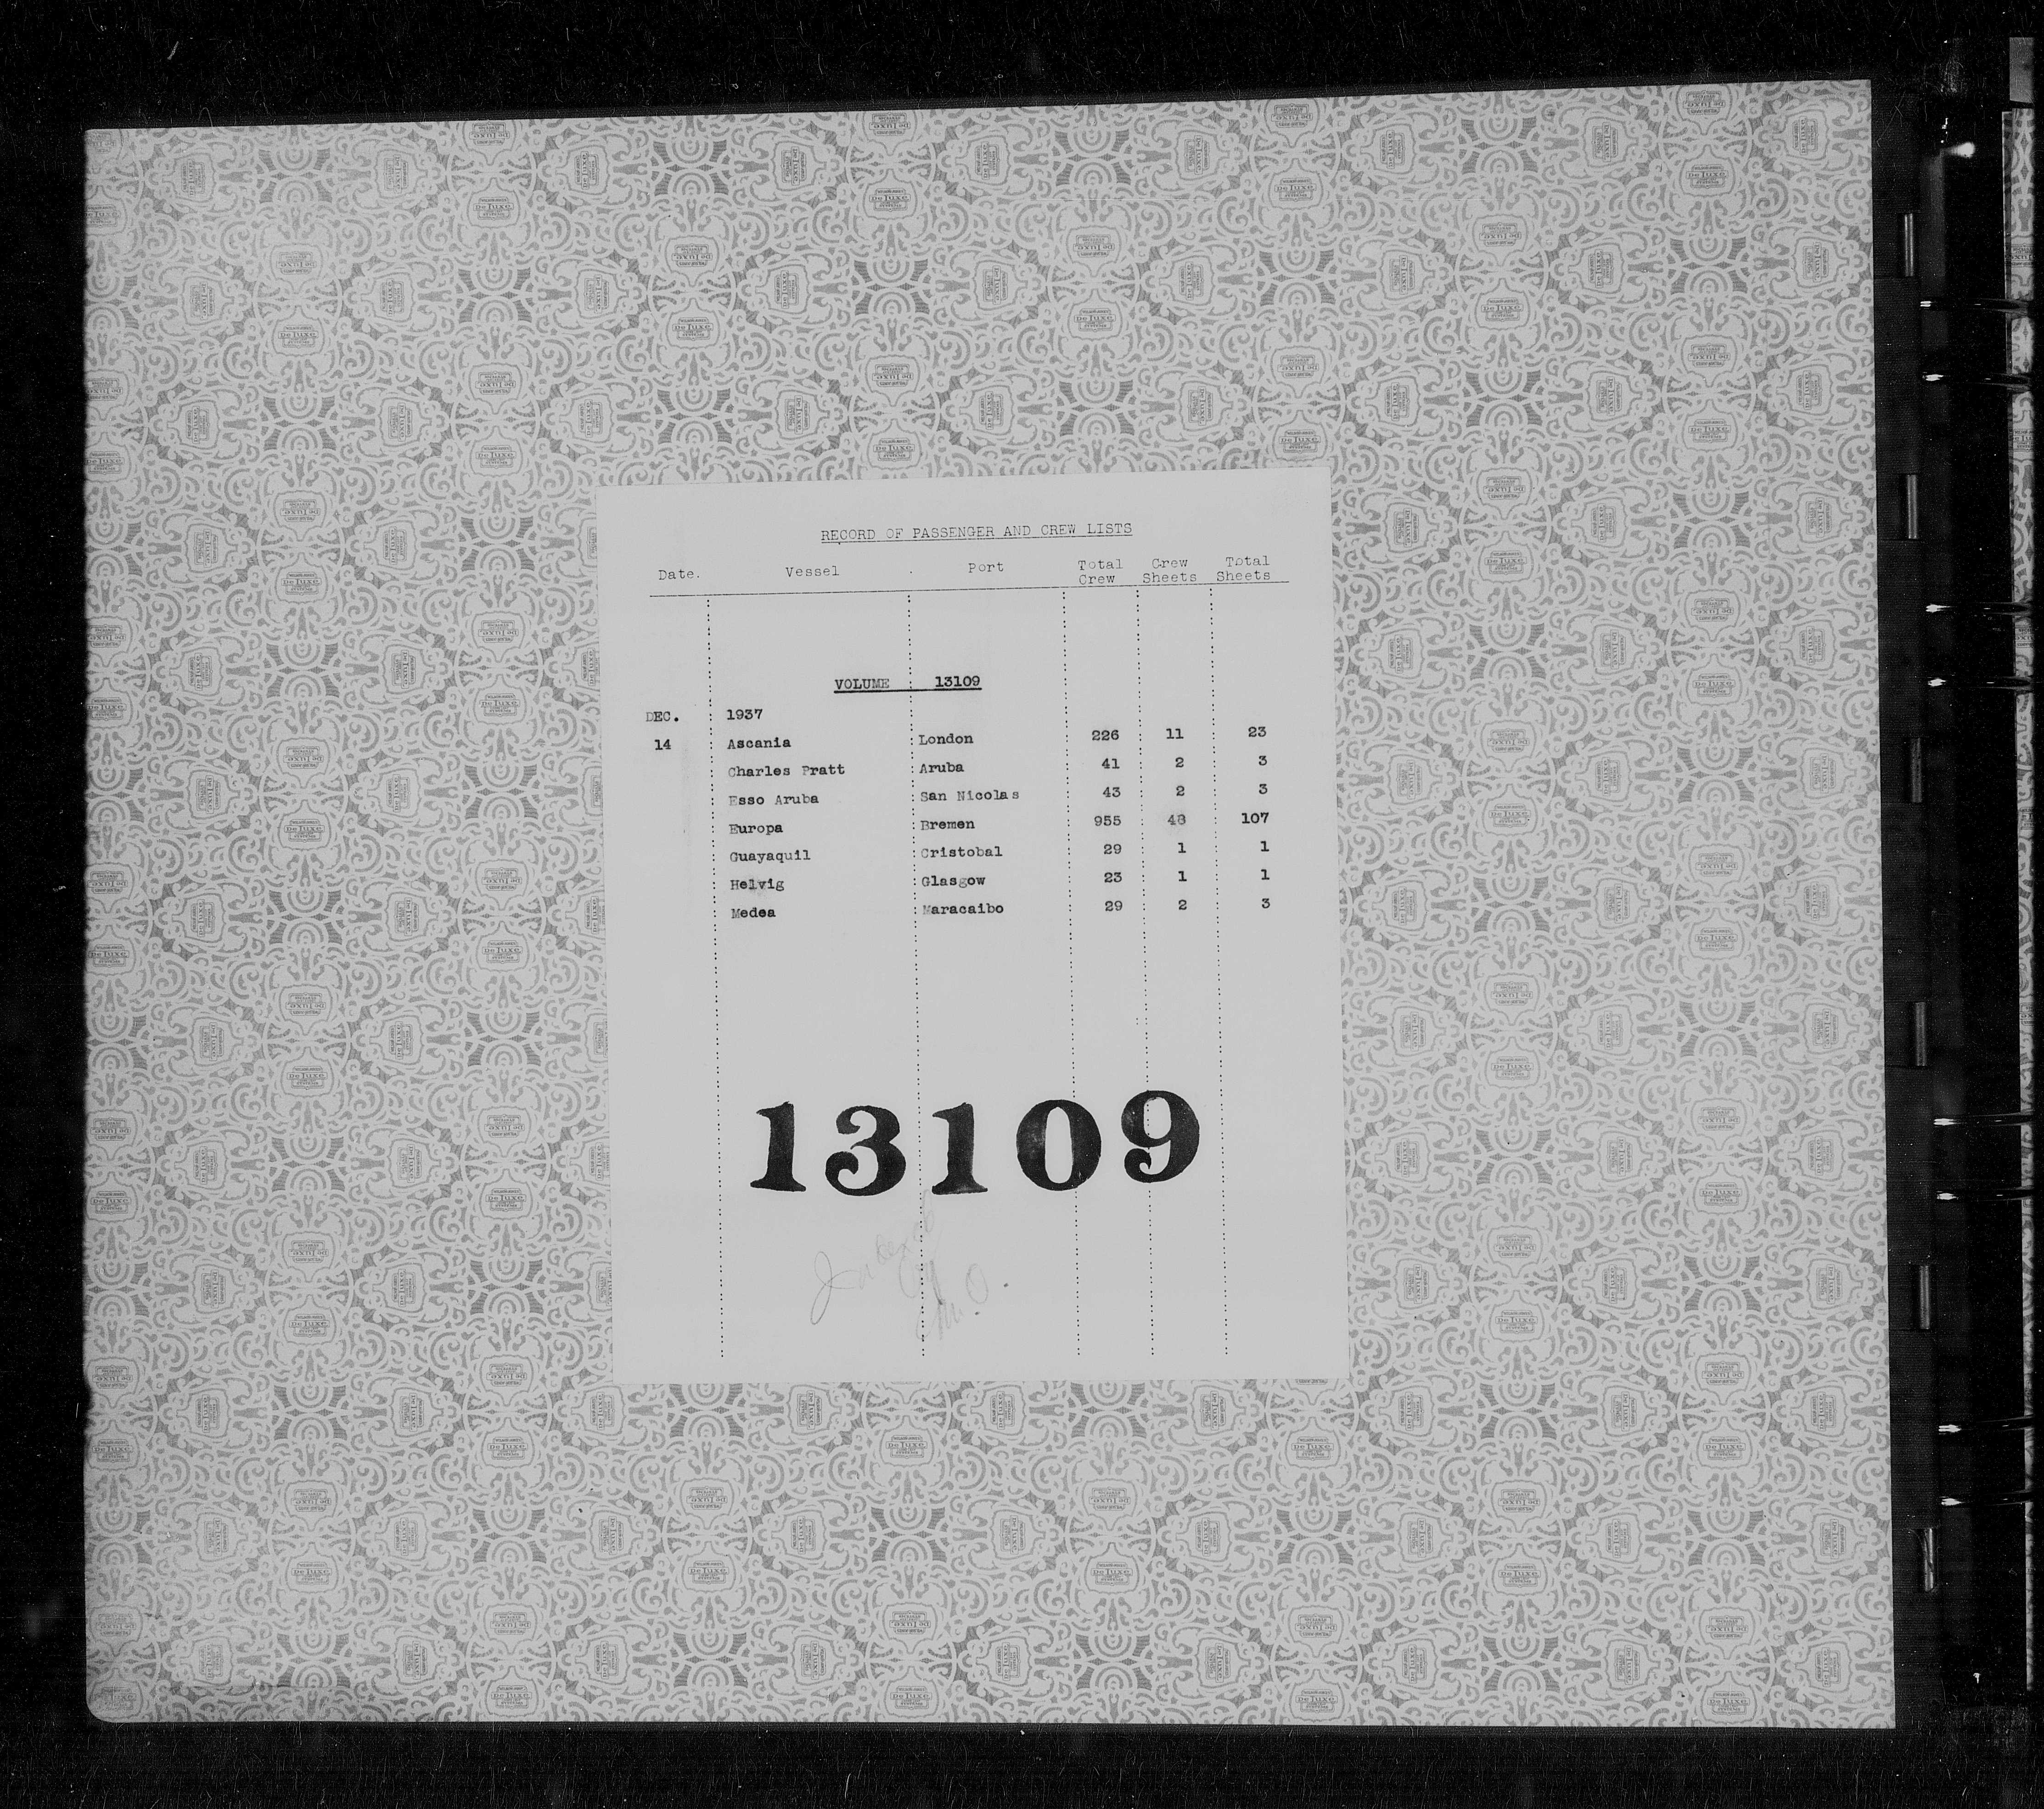 RECORD OF PASSENGER AND CREW LISTS
Date. Vessel Port Total Crew Crew Sheets Total Sheets
VOLUME 13109
DEC. 1937
14 Ascania London 226 11 23
Charles Pratt Aruba 41 2 3
Esso Aruba San Nicolas 43 2 3
Europa Bremen 955 48 107
Guayaquil Cristobal 29 1 1
Helvig Glasgow 23 1 1
Medea Maracaibo 29 2 3
13109
Indexed
M.O.